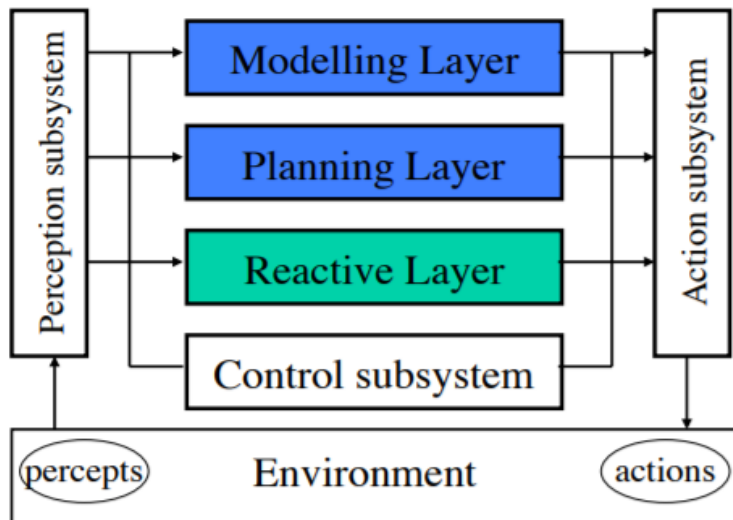 Perception subsystem
Modelling Layer
Planning Layer
Reactive Layer
Control subsystem
Action subsystem
percepts
Environment
actions